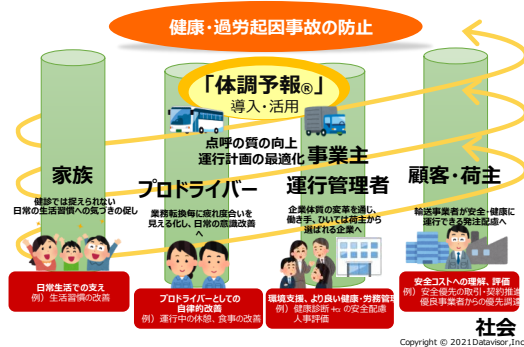 健康・過労起因事故の防止
「体調予報®」
導入・活用
点呼の質の向上
運行計画の最適化
家族
健診では捉えられない
日常の生活習慣への気づきの促し
日常生活での支え
例）生活習慣の改善
プロドライバー
業務転換毎に疲れ度合いを
見える化し、日常の意識改善
へ
プロドライバーとしての
自律的改善
例）運行中の休憩、食事の改善
事業主
運行管理者
企業体質の変革を通じ、
働き手、ひいては荷主から
選ばれる企業へ
環境支援、より良い健康・労務管理
例）健康診断+αの安全配慮
人事評価
顧客・荷主
輸送事業者が安全・健康に
運行できる発注配慮へ
安全コストへの理解、評価
例）安全優先の取引・契約推進
優良事業者からの優先調達
社会
Copyright © 2021Datavisor,Inc